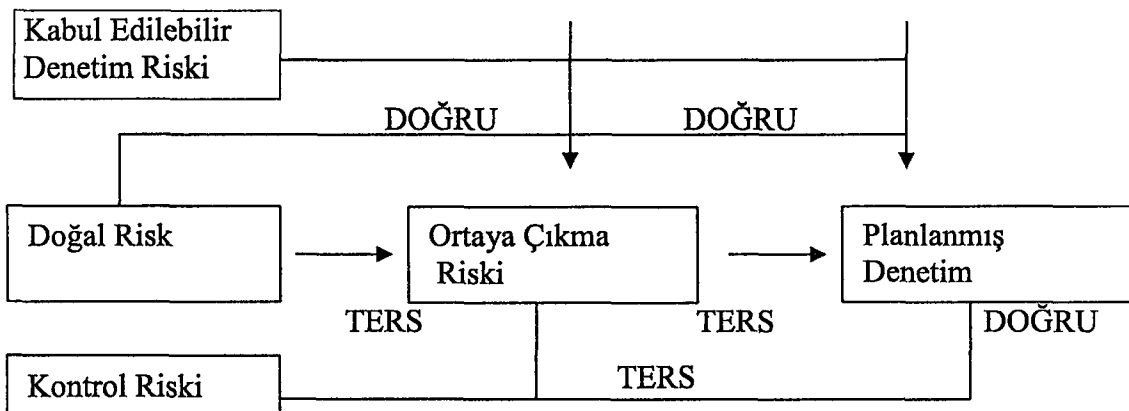 Kabul Edilebilir
Denetim Riski
DOĞRU DOĞRU
Doğal Risk
Ortaya Çıkma
Riski
Planlanmış
Denetim
TERS TERS DOĞRU
Kontrol Riski
TERS